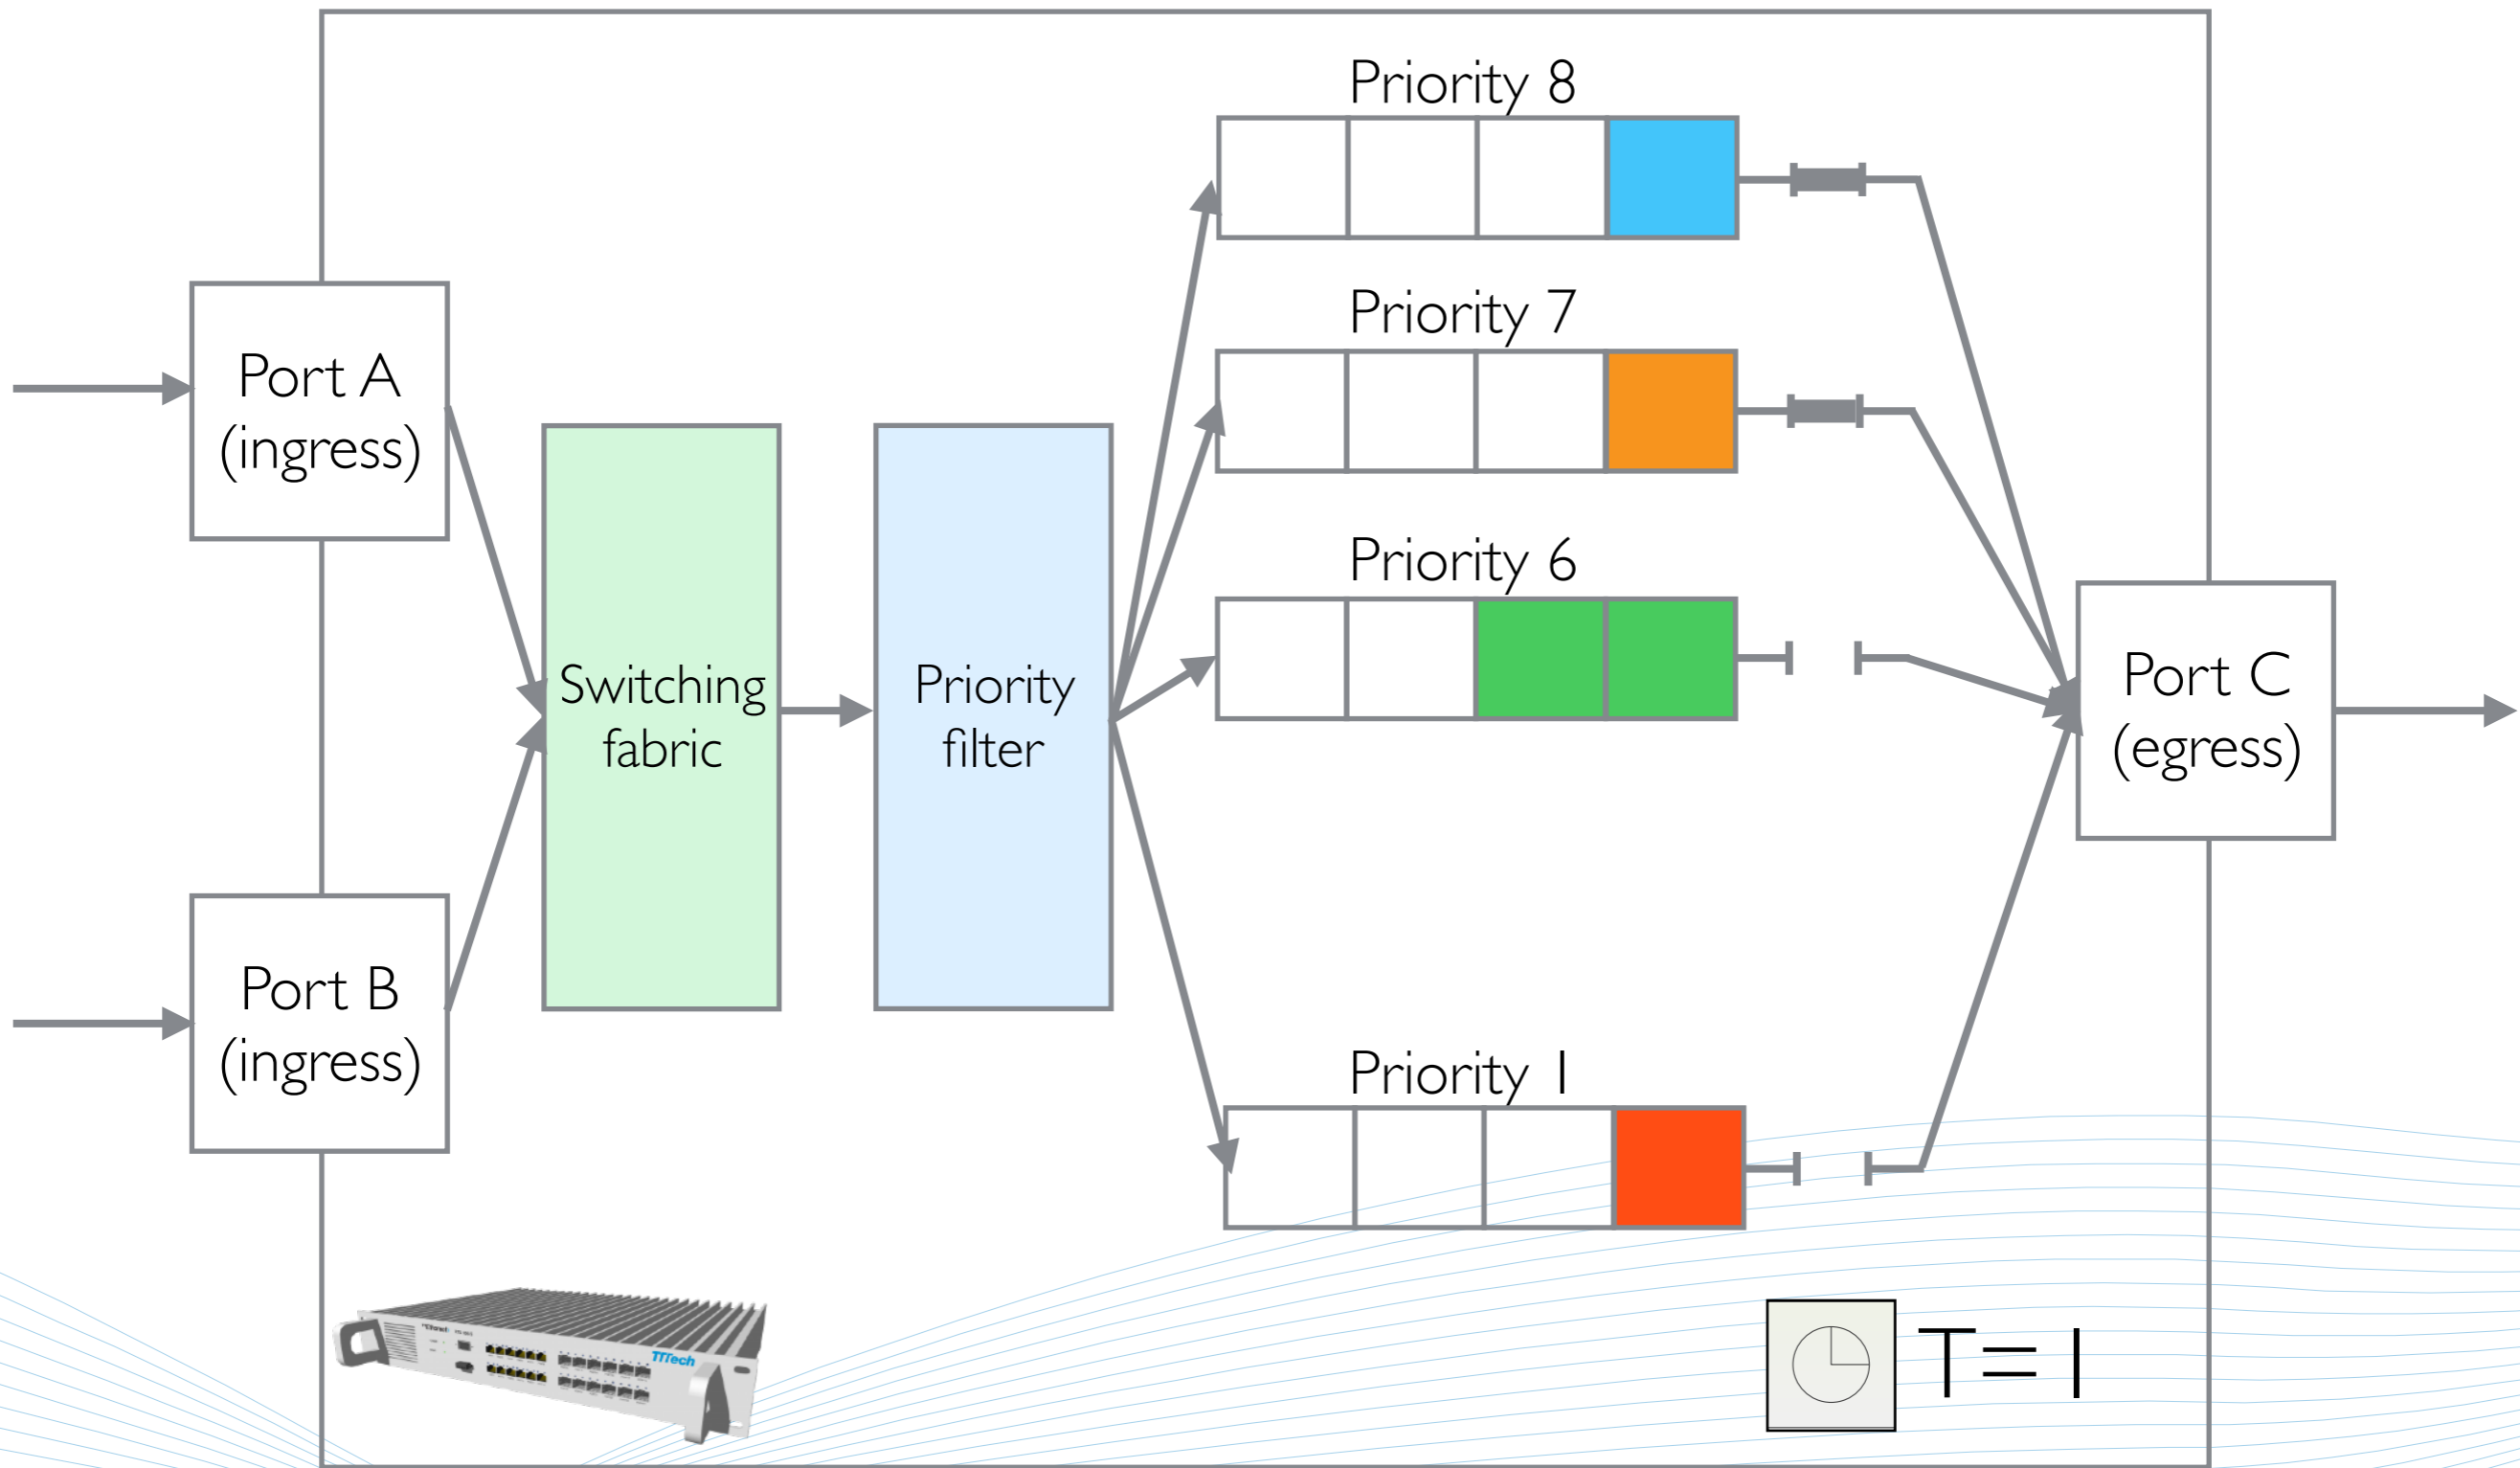 Priority 8
Priority 7
Port A
(ingress)
Priority 6
Switching
fabric
Priority
filter
Port C
(egress)
Port B
(ingress)
Priority 1
TTTech
T= 1